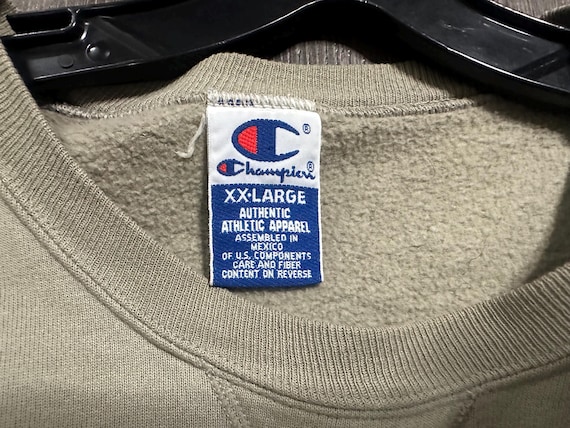 C®
Champion®
XX-LARGE
AUTHENTIC
ATHLETIC APPAREL
ASSEMBLED IN
MEXICO
OF U.S. COMPONENTS
CARE AND FIBER
CONTENT ON REVERSE